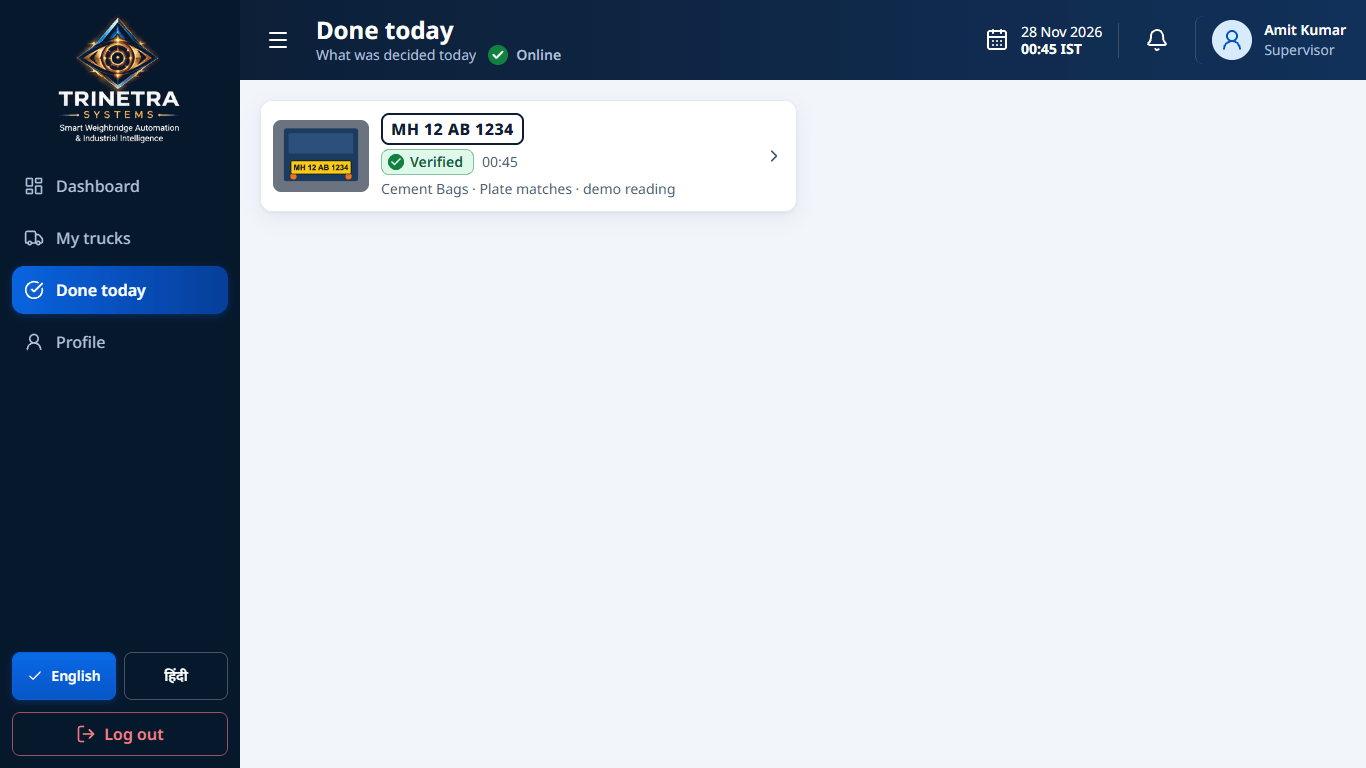 TRINETRA
SYSTEMS
Smart Weighbridge Automation
& Industrial Intelligence
Dashboard
My trucks
Done today
Profile
English
हिंदी
Log out
Done today
What was decided today
Online
28 Nov 2026
00:45 IST
Amit Kumar
Supervisor
MH 12 AB 1234
MH 12 AB 1234
Verified 00:45
Cement Bags · Plate matches · demo reading